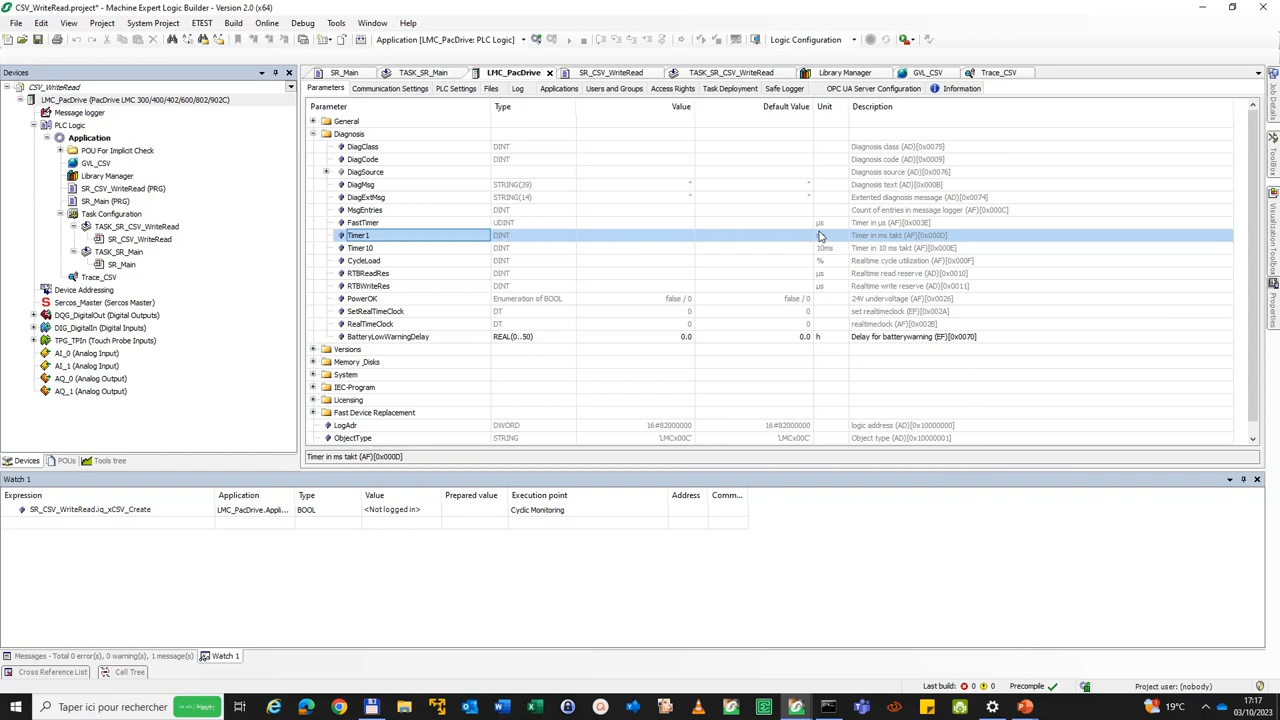 CSV_WriteRead.project* - Machine Expert Logic Builder - Version 2.0 (x64)
File Edit View Project System Project ETEST Build Online Debug Tools Window Help
Application [LMC_PacDrive: PLC Logic] Logic Configuration
Devices
SR_Main TASK_SR_Main LMC_PacDrive SR_CSV_WriteRead TASK_SR_CSV_WriteRead Library Manager GVL_CSV Trace_CSV
Parameters Communication Settings PLC Settings Files Log Applications Users and Groups Access Rights Task Deployment Safe Logger OPC UA Server Configuration Information
CSV_WriteRead
LMC_PacDrive (PacDrive LMC 300/400/402/600/802/902C)
Message logger
PLC Logic
Application
POU For Implicit Check
GVL_CSV
Library Manager
SR_CSV_WriteRead (PRG)
SR_Main (PRG)
Task Configuration
TASK_SR_CSV_WriteRead
SR_CSV_WriteRead
TASK_SR_Main
SR_Main
Trace_CSV
Device Addressing
Sercos_Master (Sercos Master)
DQG_DigitalOut (Digital Outputs)
DIG_DigitalIn (Digital Inputs)
TPG_TPIn (Touch Probe Inputs)
AI_0 (Analog Input)
AI_1 (Analog Input)
AQ_0 (Analog Output)
AQ_1 (Analog Output)
Devices POUs Tools tree
Parameter Type Value Default Value Unit Description
General
Diagnosis
DiagClass DINT Diagnosis class (AD)[0x0075]
DiagCode DINT Diagnosis code (AD)[0x0009]
DiagSource Diagnosis source (AD)[0x0076]
DiagMsg STRING(39) '' '' Diagnosis text (AD)[0x000B]
DiagExtMsg STRING(14) '' '' Extented diagnosis message (AD)[0x0074]
MsgEntries DINT Count of entries in message logger (AF)[0x000C]
FastTimer UDINT µs Timer in µs (AF)[0x003E]
Timer1 DINT Timer in ms takt (AF)[0x000D]
Timer10 DINT 10ms Timer in 10 ms takt (AF)[0x000E]
CycleLoad DINT % Realtime cycle utilization (AF)[0x000F]
RTBReadRes DINT µs Realtime read reserve (AD)[0x0010]
RTBWriteRes DINT µs Realtime write reserve (AD)[0x0011]
PowerOK Enumeration of BOOL false / 0 false / 0 24V undervoltage (AF)[0x0026]
SetRealTimeClock DT 0 0 set realtimeclock (EF)[0x002A]
RealTimeClock DT 0 0 realtimeclock (AF)[0x002B]
BatteryLowWarningDelay REAL(0..50) 0.0 0.0 h Delay for batterywarning (EF)[0x0070]
Versions
Memory_Disks
System
IEC-Program
Licensing
Fast Device Replacement
LogAdr DWORD 16#82000000 16#82000000 logic address (AD)[0x10000000]
ObjectType STRING 'LMCx00C' 'LMCx00C' Object type (AD)[0x10000001]
Timer in ms takt (AF)[0x000D]
Watch 1
Expression Application Type Value Prepared value Execution point Address Comm...
SR_CSV_WriteRead.iq_xCSV_Create LMC_PacDrive.Appli... BOOL <Not logged in> Cyclic Monitoring
Messages - Total 0 error(s), 0 warning(s), 1 message(s) Watch 1
Cross Reference List Call Tree
Last build: 0 0 Precompile Project user: (nobody)
Job Details
ToolBox
Visualization Toolbox
Properties
Taper ici pour rechercher
19°C
17:17
03/10/2023